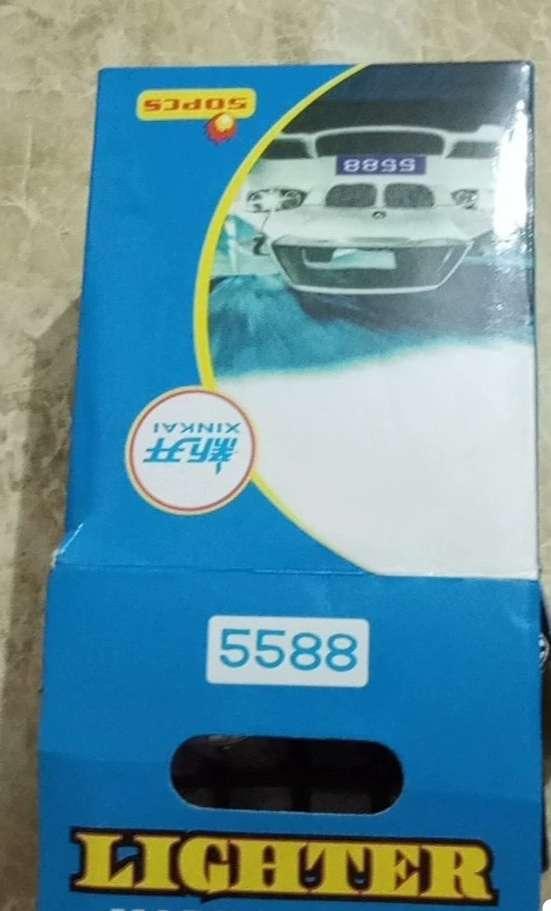 50PCS
5588
新开
XINKAI
5588
LIGHTER